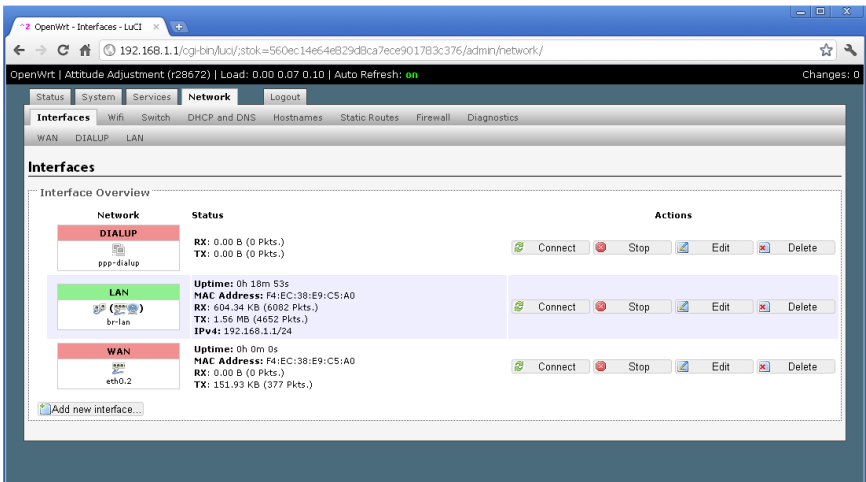 OpenWrt - Interfaces - LuCI
192.168.1.1/cgi-bin/luci/;stok=560ec14e64e829d8ca7ece901783c376/admin/network/
OpenWrt | Attitude Adjustment (r28672) | Load: 0.00 0.07 0.10 | Auto Refresh: on Changes: 0
Status System Services Network Logout
Interfaces Wifi Switch DHCP and DNS Hostnames Static Routes Firewall Diagnostics
WAN DIALUP LAN
Interfaces
Interface Overview
Network Status Actions
DIALUP
ppp-dialup
RX: 0.00 B (0 Pkts.)
TX: 0.00 B (0 Pkts.)
Connect Stop Edit Delete
LAN
( )
br-lan
Uptime: 0h 18m 53s
MAC Address: F4:EC:38:E9:C5:A0
RX: 604.34 KB (6082 Pkts.)
TX: 1.56 MB (4652 Pkts.)
IPv4: 192.168.1.1/24
Connect Stop Edit Delete
WAN
eth0.2
Uptime: 0h 0m 0s
MAC Address: F4:EC:38:E9:C5:A0
RX: 0.00 B (0 Pkts.)
TX: 151.93 KB (377 Pkts.)
Connect Stop Edit Delete
Add new interface...